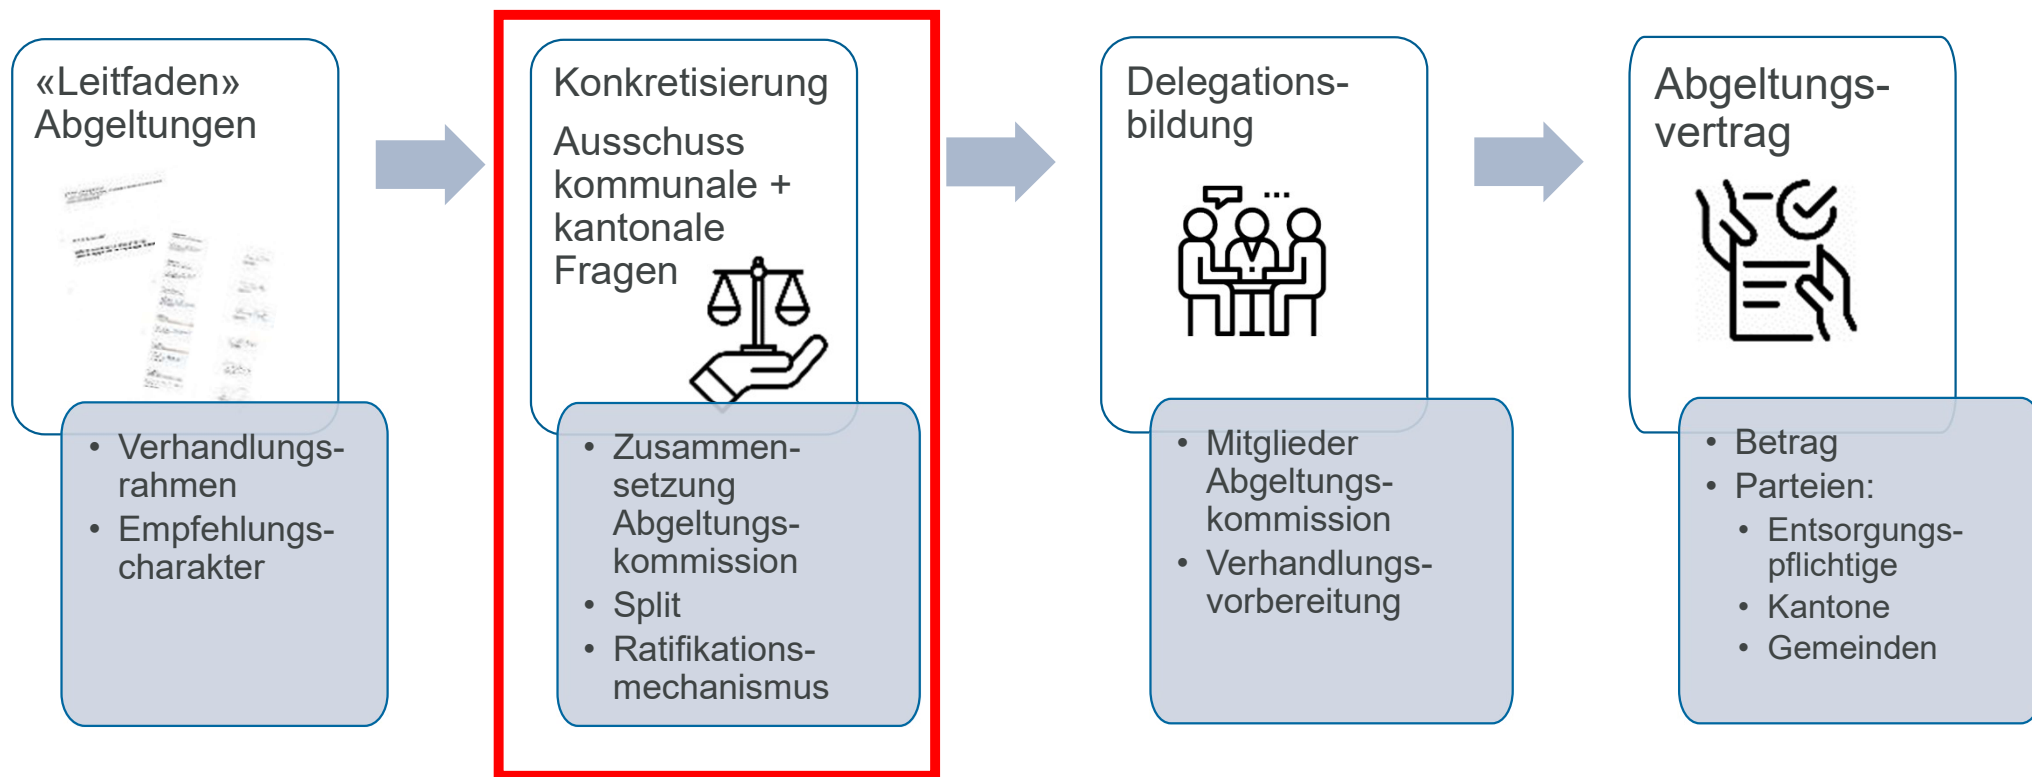 «Leitfaden»
Abgeltungen
• Verhandlungs-
rahmen
• Empfehlungs-
charakter
Konkretisierung
Ausschuss
kommunale +
kantonale
Fragen
• Zusammen-
setzung
Abgeltungs-
kommission
• Split
• Ratifikations-
mechanismus
Delegations-
bildung
• Mitglieder
Abgeltungs-
kommission
• Verhandlungs-
vorbereitung
Abgeltungs-
vertrag
• Betrag
• Parteien:
• Entsorgungs-
pflichtige
• Kantone
• Gemeinden